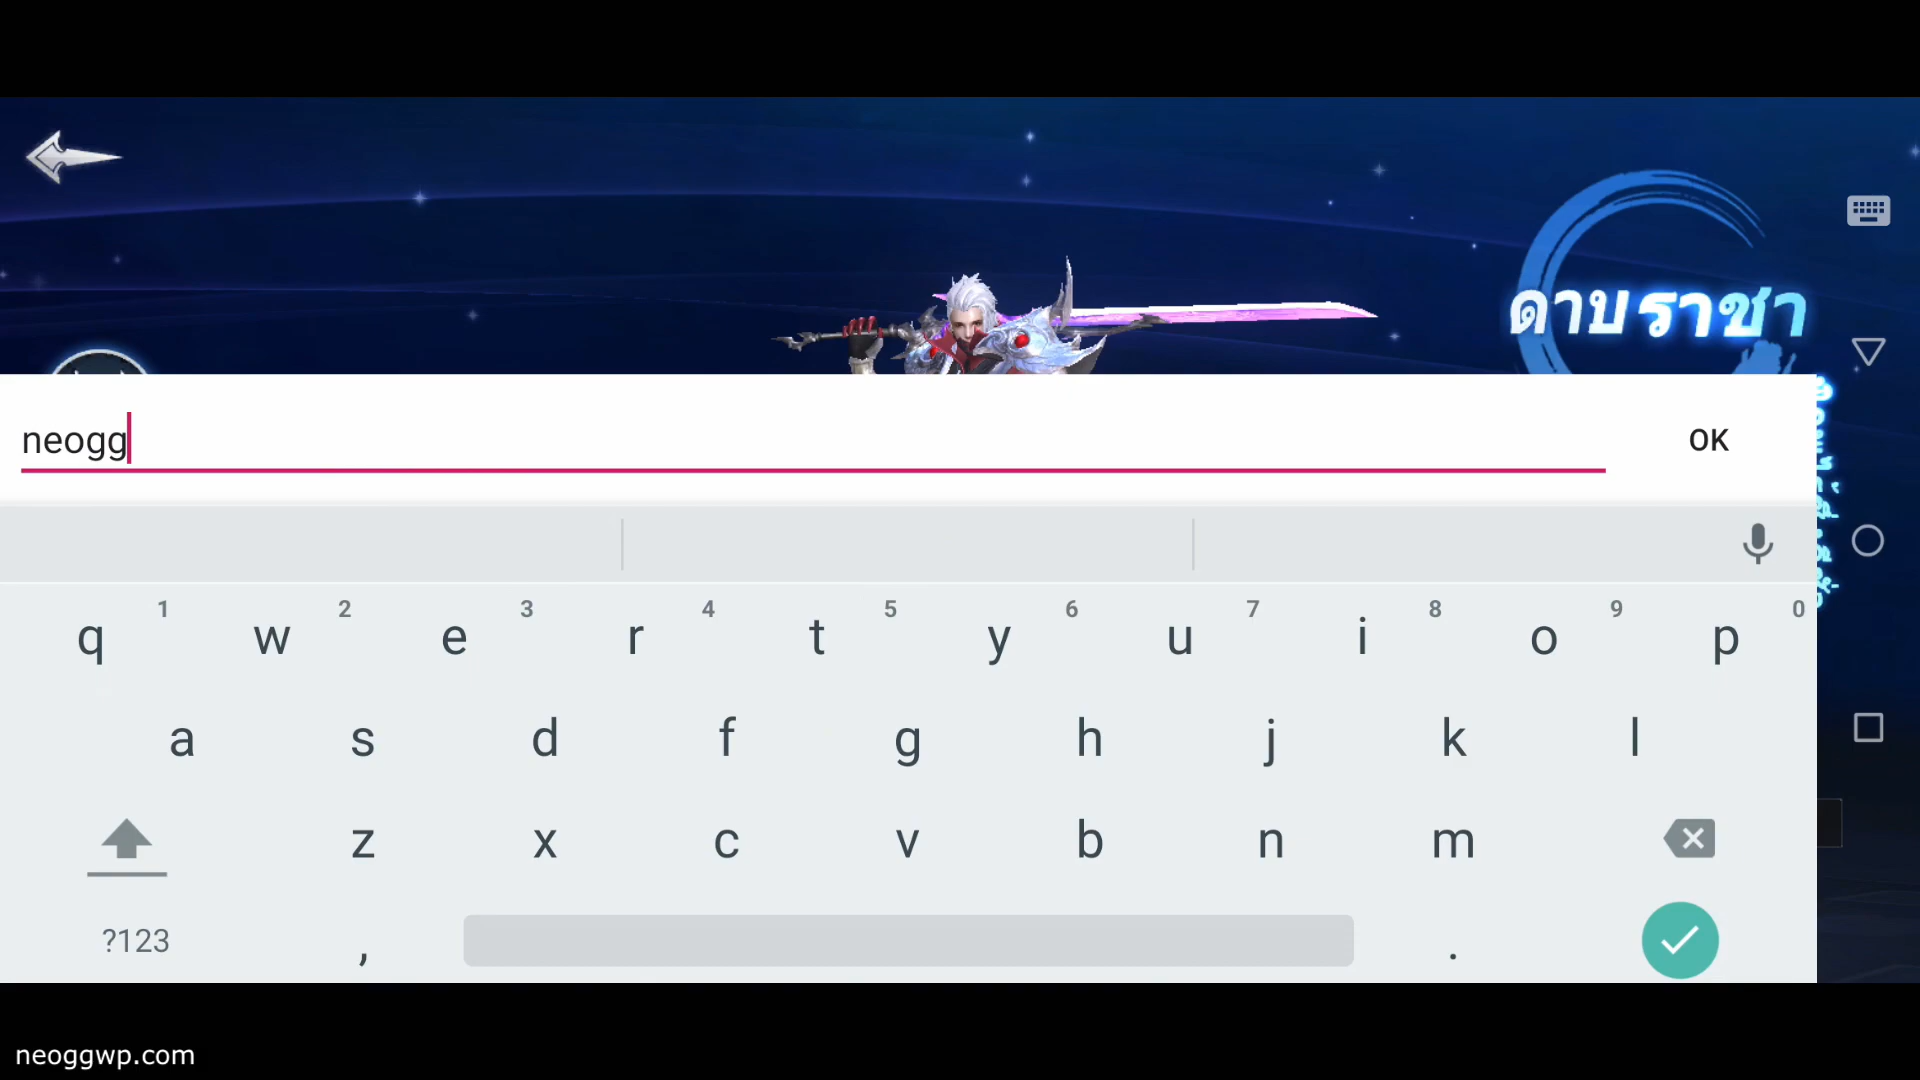 ดาบราชา
neogg
OK
1 2 3 4 5 6 7 8 9 0
q w e r t y u i o p
a s d f g h j k l
z x c v b n m
?123 , .
neoggwp.com